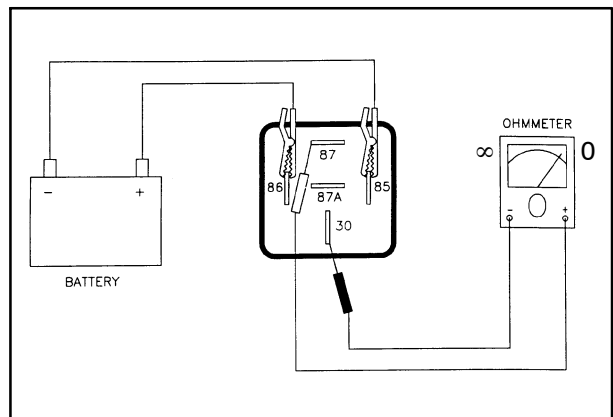 OHMMETER
∞ 0
87
86 85
87A
30
- +
- +
BATTERY